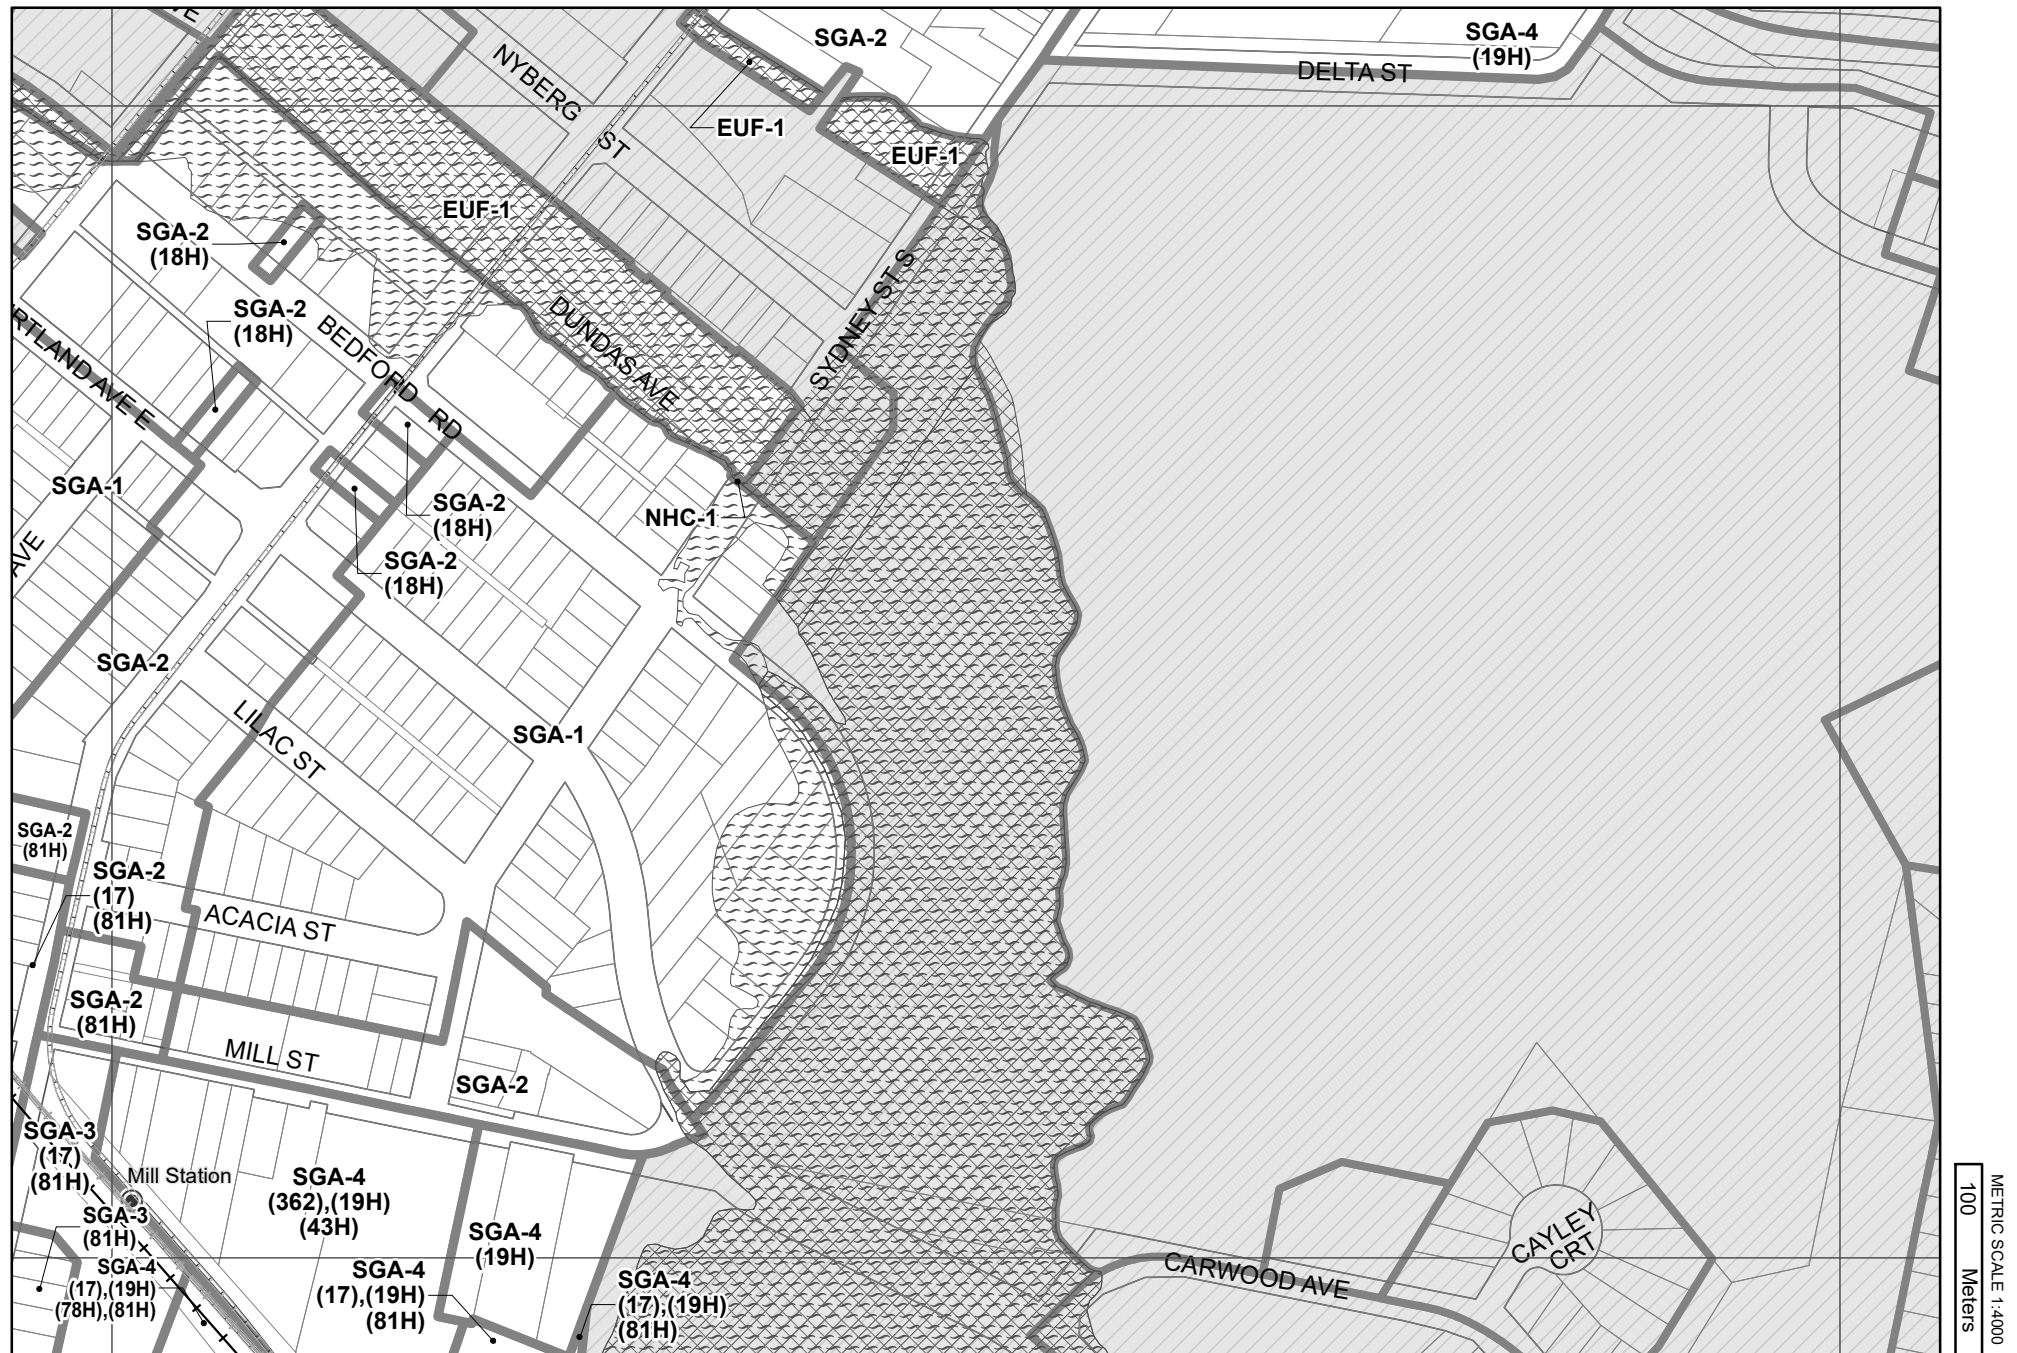 VE
NYBERG ST
SGA-2
SGA-4
(19H)
DELTA ST
EUF-1
EUF-1
EUF-1
SGA-2
(18H)
SGA-2
(18H)
BEDFORD RD
DUNDAS AVE
SYDNEY ST S
RTLAND AVE E
SGA-1
SGA-2
(18H)
NHC-1
SGA-2
(18H)
AVE
SGA-2
LILAC ST
SGA-1
SGA-2
(81H)
SGA-2
(17)
(81H)
ACACIA ST
SGA-2
(81H)
MILL ST
SGA-2
SGA-3
(17)
(81H)
Mill Station
SGA-4
(362),(19H)
(43H)
SGA-3
(81H)
SGA-4
(19H)
SGA-4
(17),(19H)
(78H),(81H)
SGA-4
(17),(19H)
(81H)
SGA-4
(17),(19H)
(81H)
CARWOOD AVE
CAYLEY
CRT
METRIC SCALE 1:4000
100 Meters